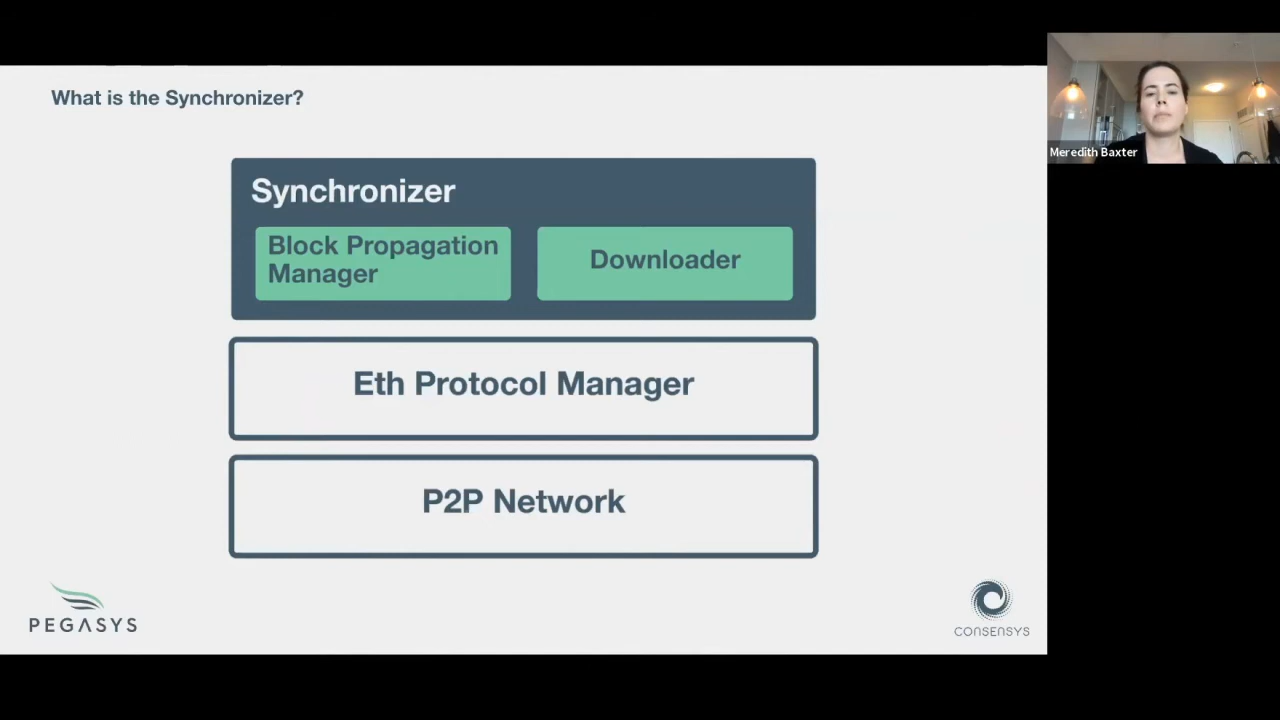 What is the Synchronizer?
Meredith Baxter
Synchronizer
Block Propagation
Manager
Downloader
Eth Protocol Manager
P2P Network
PEGASYS
CONSENSYS